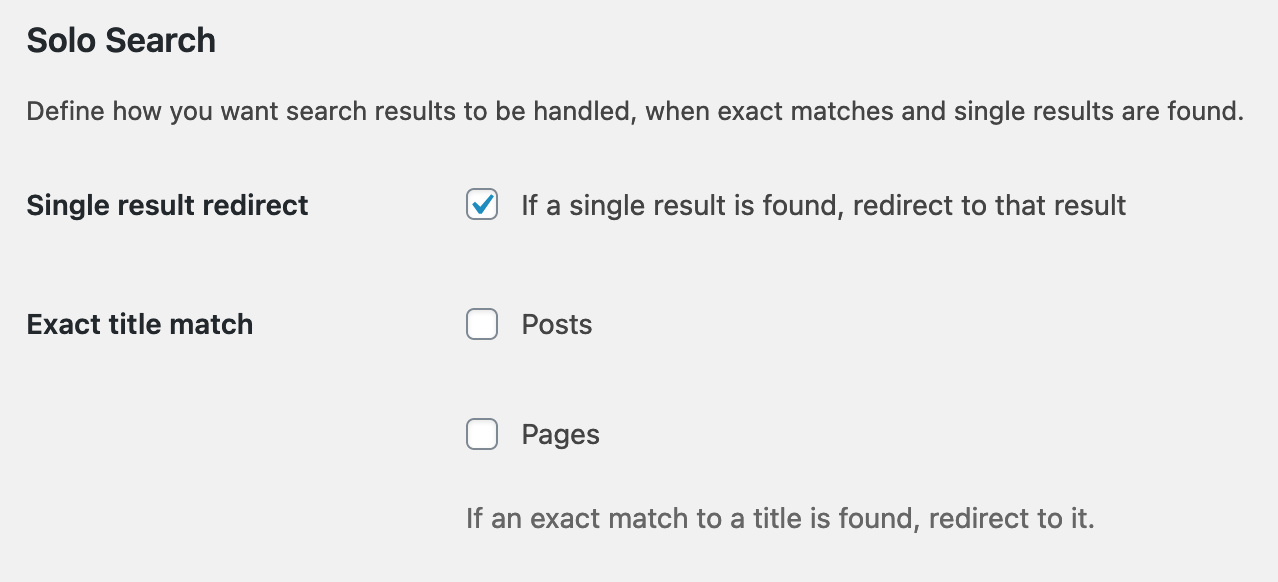 Solo Search
Define how you want search results to be handled, when exact matches and single results are found.
Single result redirect If a single result is found, redirect to that result
Exact title match Posts
Pages
If an exact match to a title is found, redirect to it.